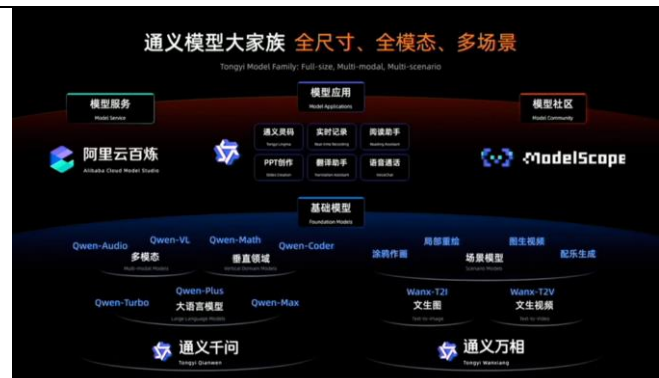 通义模型大家族 全尺寸、全模态、多场景
Tongyi Model Family: Full-size, Multi-modal, Multi-scenario
模型服务
Model Service
模型应用
Model Applications
模型社区
Model Community
阿里云百炼
Alibaba Cloud Model Studio
通义灵码
实时记录
阅读助手
PPT创作
翻译助手
语音通话
ModelScope
基础模型
Foundation Models
Qwen-Audio
Qwen-VL
多模态
Multi-modal Models
Qwen-Math
Qwen-Coder
垂直领域
Vertical Domain Models
涂鸦作画
局部重绘
图生视频
配乐生成
场景模型
Scenario Models
Qwen-Turbo
Qwen-Plus
Qwen-Max
大语言模型
Large Language Models
Wanx-T2I
文生图
Text-to-Image
Wanx-T2V
文生视频
Text-to-Video
通义千问
Tongyi Qianwen
通义万相
Tongyi Wanxiang